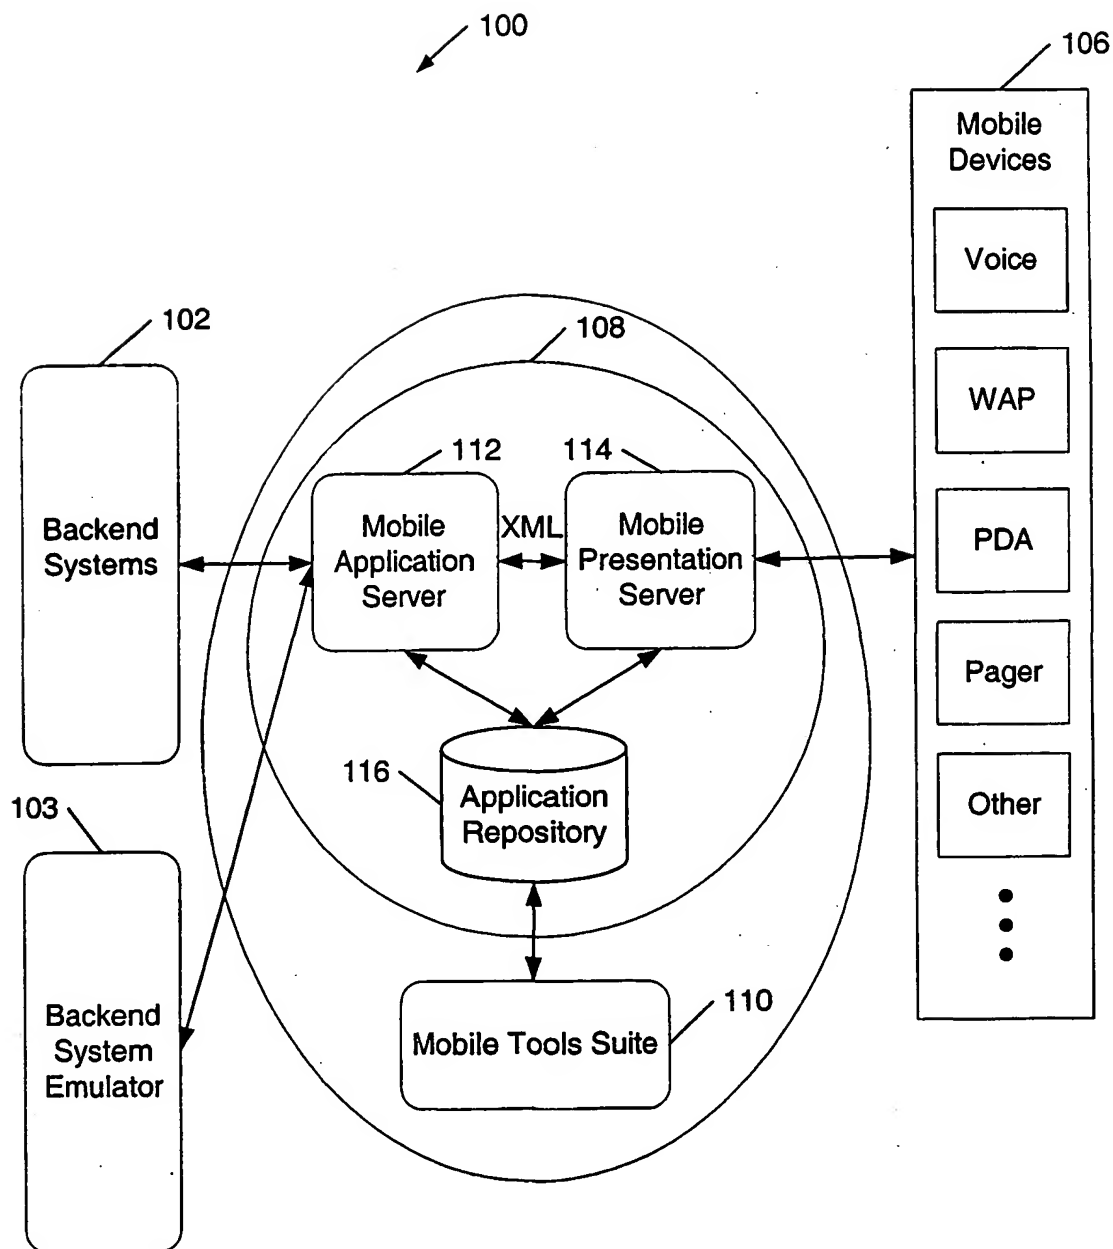 100
106
Mobile
Devices
Voice
102
108
WAP
112
114
Backend
Systems
Mobile
Application
Server
XML
Mobile
Presentation
Server
PDA
Pager
116
Application
Repository
Other
103
Backend
System
Emulator
110
Mobile Tools Suite